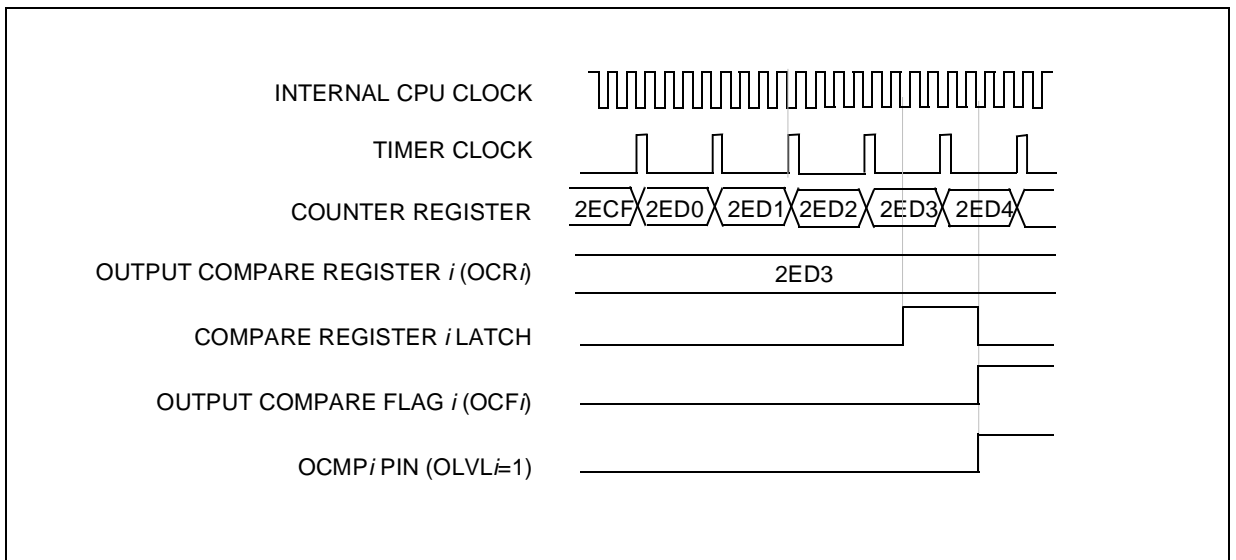 INTERNAL CPU CLOCK
TIMER CLOCK
COUNTER REGISTER 2ECF 2ED0 2ED1 2ED2 2ED3 2ED4
OUTPUT COMPARE REGISTER i (OCRi) 2ED3
COMPARE REGISTER i LATCH
OUTPUT COMPARE FLAG i (OCFi)
OCMPi PIN (OLVLi=1)